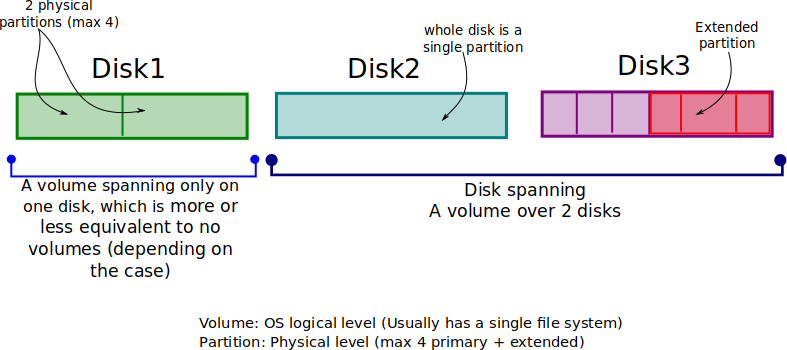 2 physical
partitions (max 4)
whole disk is a
single partition
Extended
partition
Disk1
Disk2
Disk3
A volume spanning only on
one disk, which is more or
less equivalent to no
volumes (depending on
the case)
Disk spanning
A volume over 2 disks
Volume: OS logical level (Usually has a single file system)
Partition: Physical level (max 4 primary + extended)